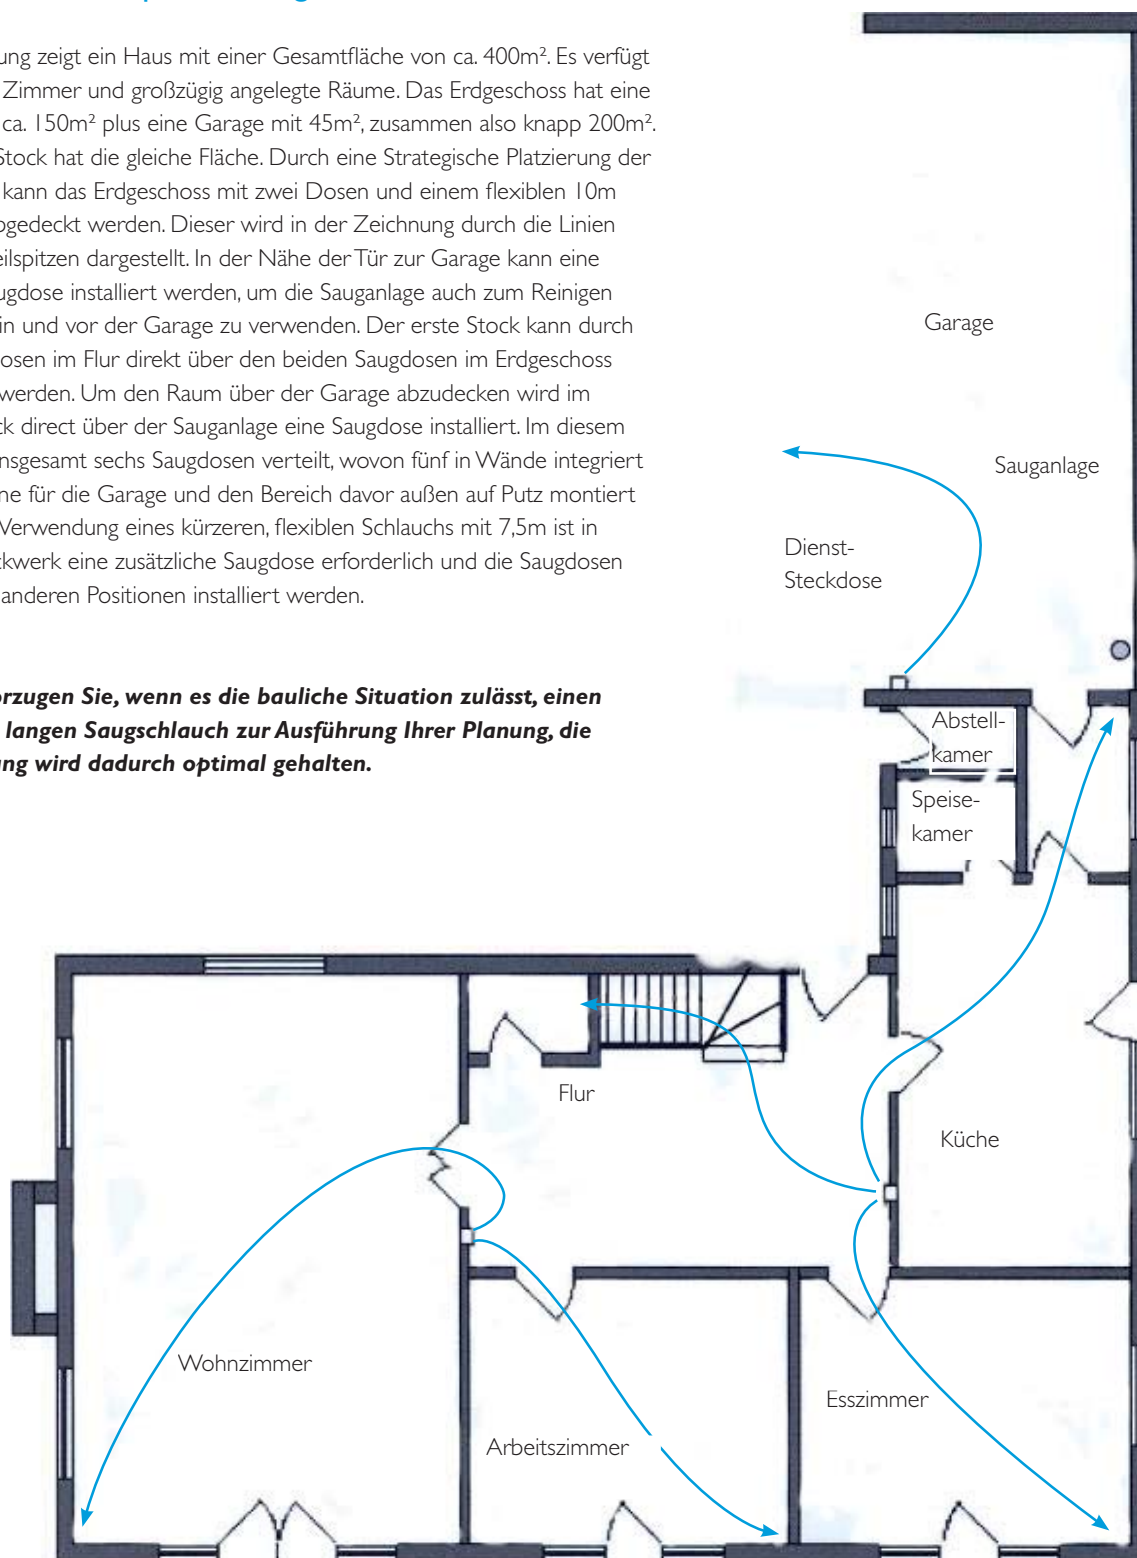 ung zeigt ein Haus mit einer Gesamtfläche von ca. 400m². Es verfügt
Zimmer und großzügig angelegte Räume. Das Erdgeschoss hat eine
ca. 150m² plus eine Garage mit 45m², zusammen also knapp 200m².
Stock hat die gleiche Fläche. Durch eine Strategische Platzierung der
kann das Erdgeschoss mit zwei Dosen und einem flexiblen 10m
bgedeckt werden. Dieser wird in der Zeichnung durch die Linien
eilspitzen dargestellt. In der Nähe der Tür zur Garage kann eine
ugdose installiert werden, um die Sauganlage auch zum Reinigen
in und vor der Garage zu verwenden. Der erste Stock kann durch
osen im Flur direkt über den beiden Saugdosen im Erdgeschoss
werden. Um den Raum über der Garage abzudecken wird im
ck direct über der Sauganlage eine Saugdose installiert. Im diesem
nsgesamt sechs Saugdosen verteilt, wovon fünf in Wände integriert
ne für die Garage und den Bereich davor außen auf Putz montiert
Verwendung eines kürzeren, flexiblen Schlauchs mit 7,5m ist in
ckwerk eine zusätzliche Saugdose erforderlich und die Saugdosen
anderen Positionen installiert werden.
orzugen Sie, wenn es die bauliche Situation zulässt, einen
langen Saugschlauch zur Ausführung Ihrer Planung, die
ung wird dadurch optimal gehalten.
Garage
Sauganlage
Dienst-
Steckdose
Abstell-
kamer
Speise-
kamer
Flur
Küche
Wohnzimmer
Esszimmer
Arbeitszimmer